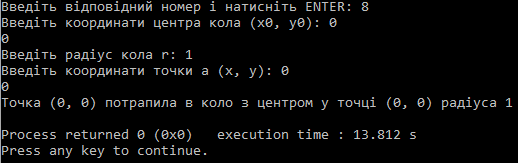 Введіть відповідний номер і натисніть ENTER: 8
Введіть координати центра кола (x0, y0): 0
0
Введіть радіус кола r: 1
Введіть координати точки а (x, y): 0
0
Точка (0, 0) потрапила в коло з центром у точці (0, 0) радіуса 1
Process returned 0 (0x0)   execution time : 13.812 s
Press any key to continue.